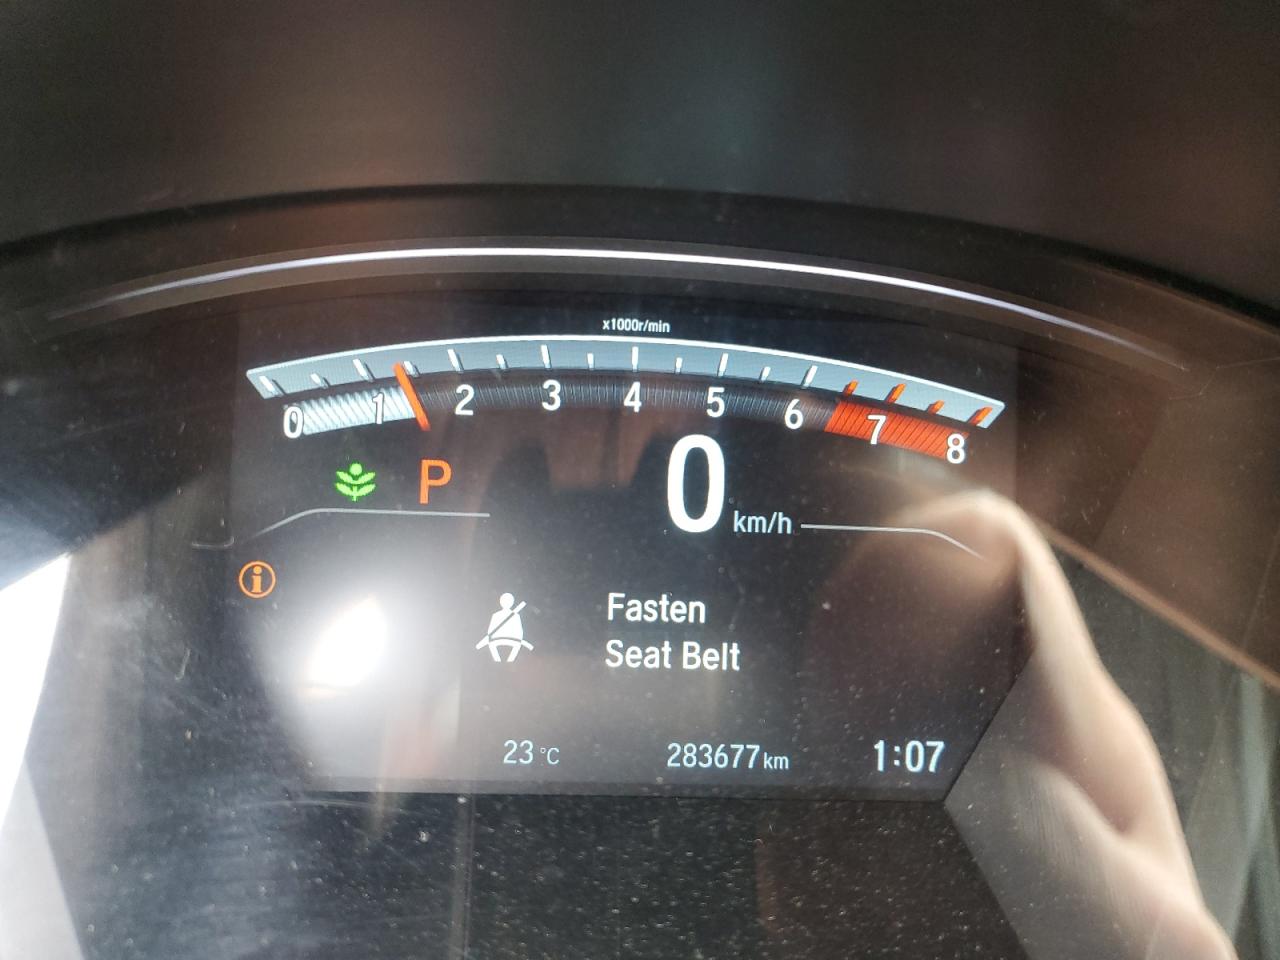 x1000r/min
0 1 2 3 4 5 6 7 8
P
0 km/h
Fasten
Seat Belt
23 °C 283677 km 1:07